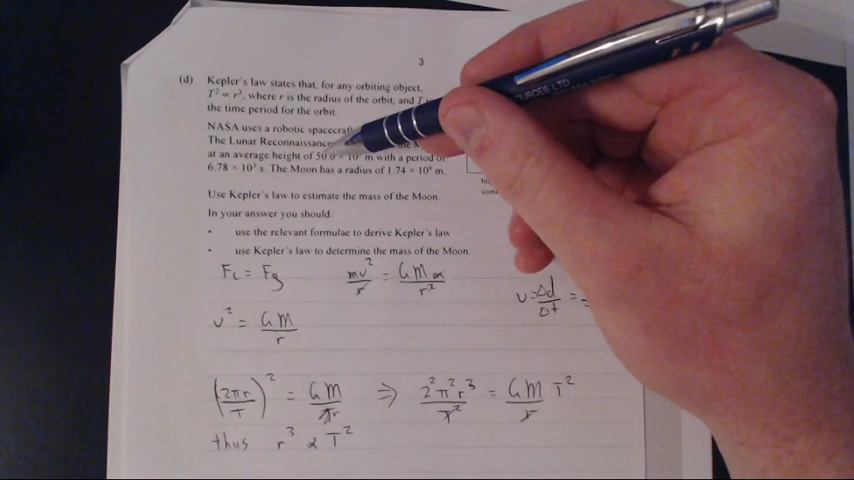 3
(d) Kepler's law states that, for any orbiting object,
T² ∝ r³, where r is the radius of the orbit, and T
the time period for the orbit.
NASA uses a robotic spacecraft
The Lunar Reconnaissance
at an average height of 50.0 × 10³ m with a period of
6.78 × 10³ s. The Moon has a radius of 1.74 × 10⁶ m.
Use Kepler's law to estimate the mass of the Moon.
In your answer you should:
• use the relevant formulae to derive Kepler's law
• use Kepler's law to determine the mass of the Moon.
Fc = Fg mv²/r = GMm/r²
v = Δd/Δt =
v² = GM/r
(2πr/T)² = GM/r ⇒ 2²π²r³ = GM T²
thus r³ ∝ T²
OURCES LTD